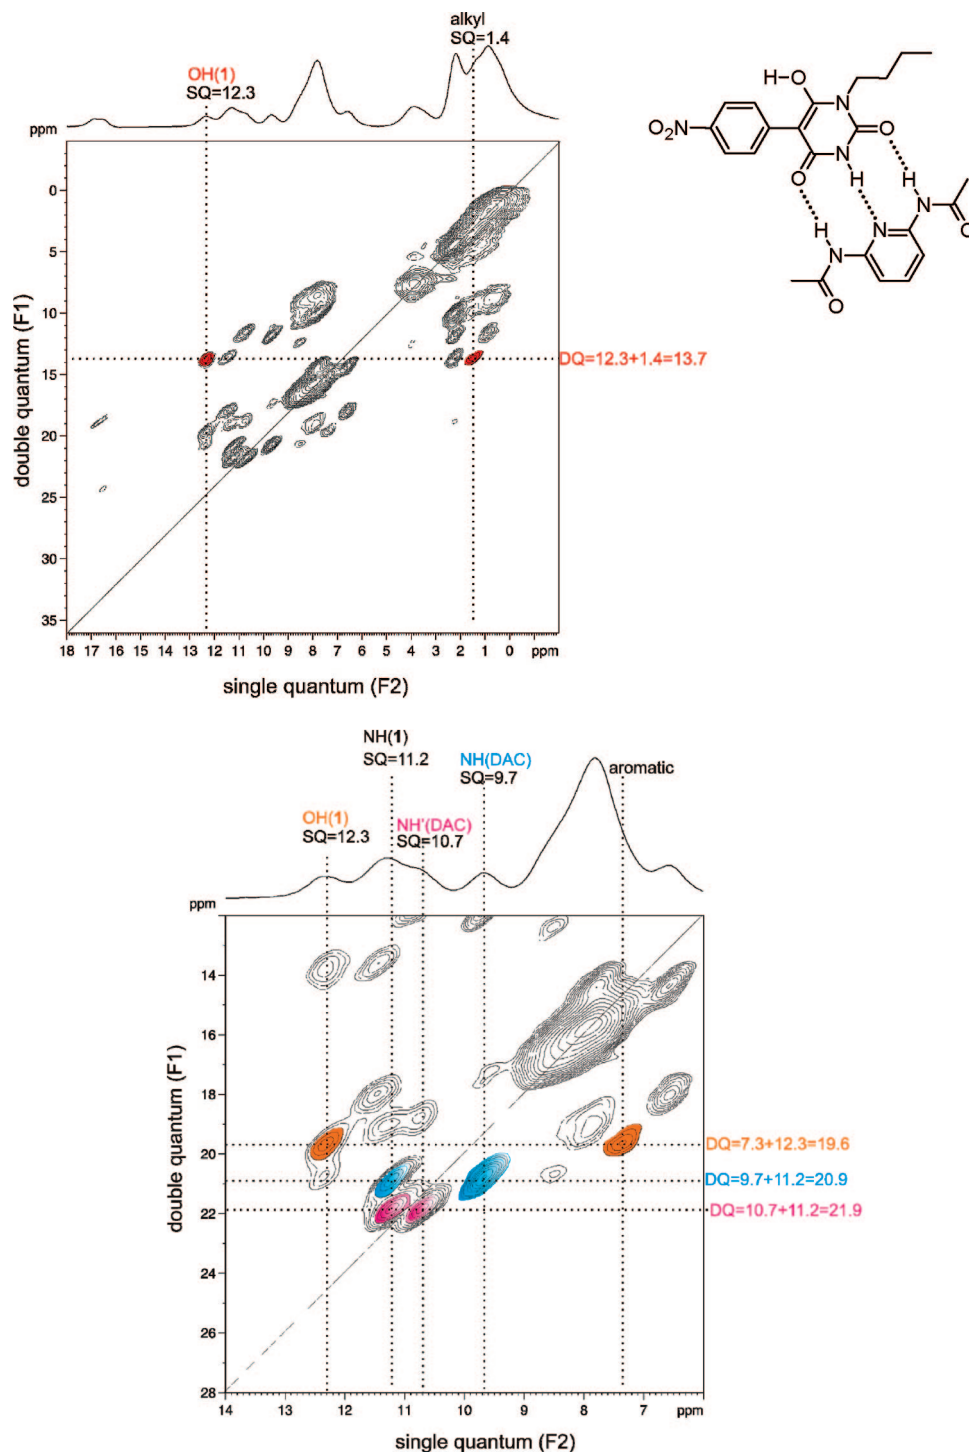 alkyl
SQ=1.4
OH(1)
SQ=12.3
ppm
0
5
10
15
20
25
30
35
double quantum (F1)
DQ=12.3+1.4=13.7
18 17 16 15 14 13 12 11 10 9 8 7 6 5 4 3 2 1 0 ppm
single quantum (F2)
H-O
N
O
O2N
O
N
H
H
N
H
N
N
O
O
NH(1)
SQ=11.2
NH(DAC)
SQ=9.7
aromatic
OH(1)
SQ=12.3
NH'(DAC)
SQ=10.7
ppm
14
16
18
20
22
24
26
28
double quantum (F1)
DQ=7.3+12.3=19.6
DQ=9.7+11.2=20.9
DQ=10.7+11.2=21.9
14 13 12 11 10 9 8 7 ppm
single quantum (F2)